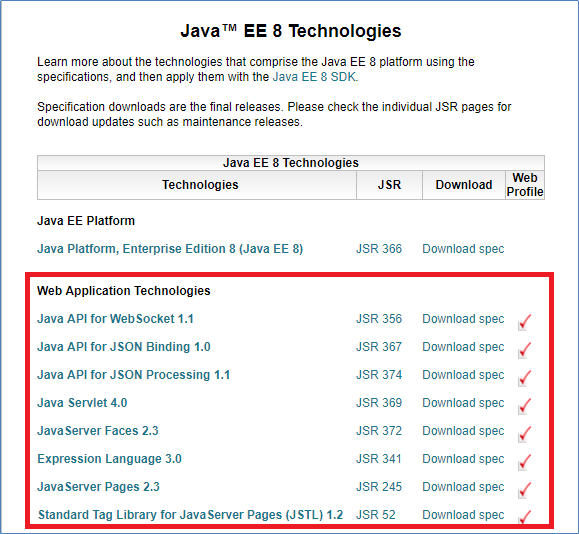 Java™ EE 8 Technologies
Learn more about the technologies that comprise the Java EE 8 platform using the
specifications, and then apply them with the Java EE 8 SDK.
Specification downloads are the final releases. Please check the individual JSR pages for
download updates such as maintenance releases.
Java EE 8 Technologies
Technologies JSR Download Web Profile
Java EE Platform
Java Platform, Enterprise Edition 8 (Java EE 8) JSR 366 Download spec
Web Application Technologies
Java API for WebSocket 1.1 JSR 356 Download spec
Java API for JSON Binding 1.0 JSR 367 Download spec
Java API for JSON Processing 1.1 JSR 374 Download spec
Java Servlet 4.0 JSR 369 Download spec
JavaServer Faces 2.3 JSR 372 Download spec
Expression Language 3.0 JSR 341 Download spec
JavaServer Pages 2.3 JSR 245 Download spec
Standard Tag Library for JavaServer Pages (JSTL) 1.2 JSR 52 Download spec